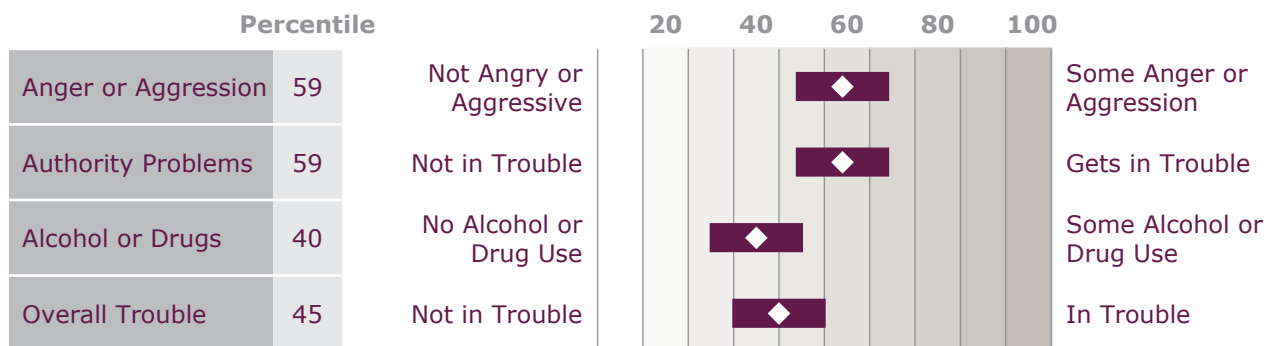 Percentile 20 40 60 80 100
Anger or Aggression 59 Not Angry or Some Anger or
Aggressive Aggression
Authority Problems 59 Not in Trouble Gets in Trouble
Alcohol or Drugs 40 No Alcohol or Some Alcohol or
Drug Use Drug Use
Overall Trouble 45 Not in Trouble In Trouble